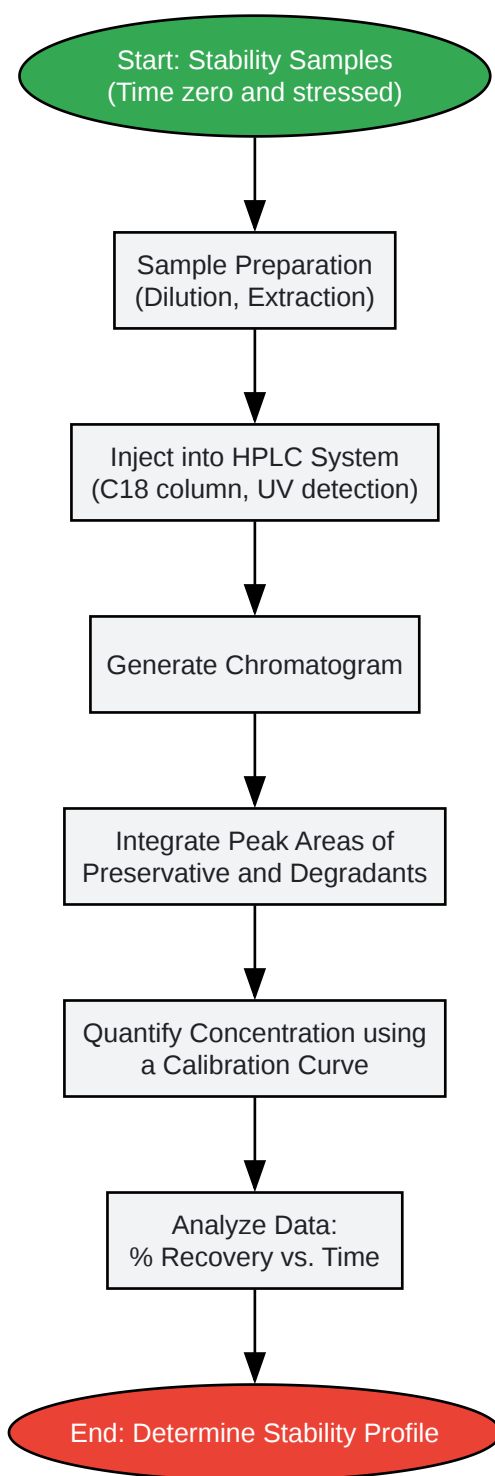 Start: Stability Samples
(Time zero and stressed)
Sample Preparation
(Dilution, Extraction)
Inject into HPLC System
(C18 column, UV detection)
Generate Chromatogram
Integrate Peak Areas of
Preservative and Degradants
Quantify Concentration using
a Calibration Curve
Analyze Data:
% Recovery vs. Time
End: Determine Stability Profile